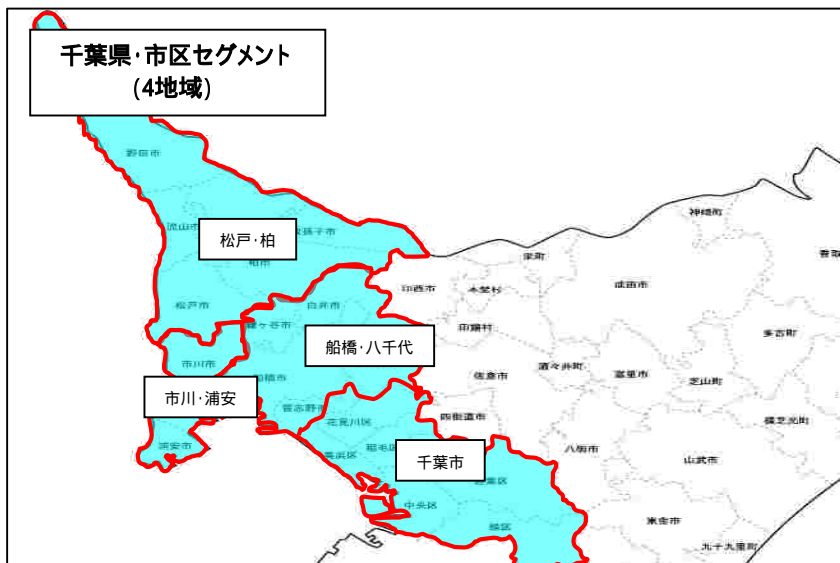 千葉県・市区セグメント
(4地域)
野田市
流山市
我孫子市
松戸・柏
柏市
松戸市
神崎町
栄町
香取
印西市
本埜村
成田市
白井市
鎌ヶ谷市
印旛村
多古町
船橋・八千代
市川市
船橋市
佐倉市
酒々井町
富里市
芝山町
市川・浦安
習志野市
四街道市
横芝光町
花見川区
浦安市
美浜区
稲毛区
千葉市
八街市
山武市
若葉区
中央区
緑区
東金市
九十九里町